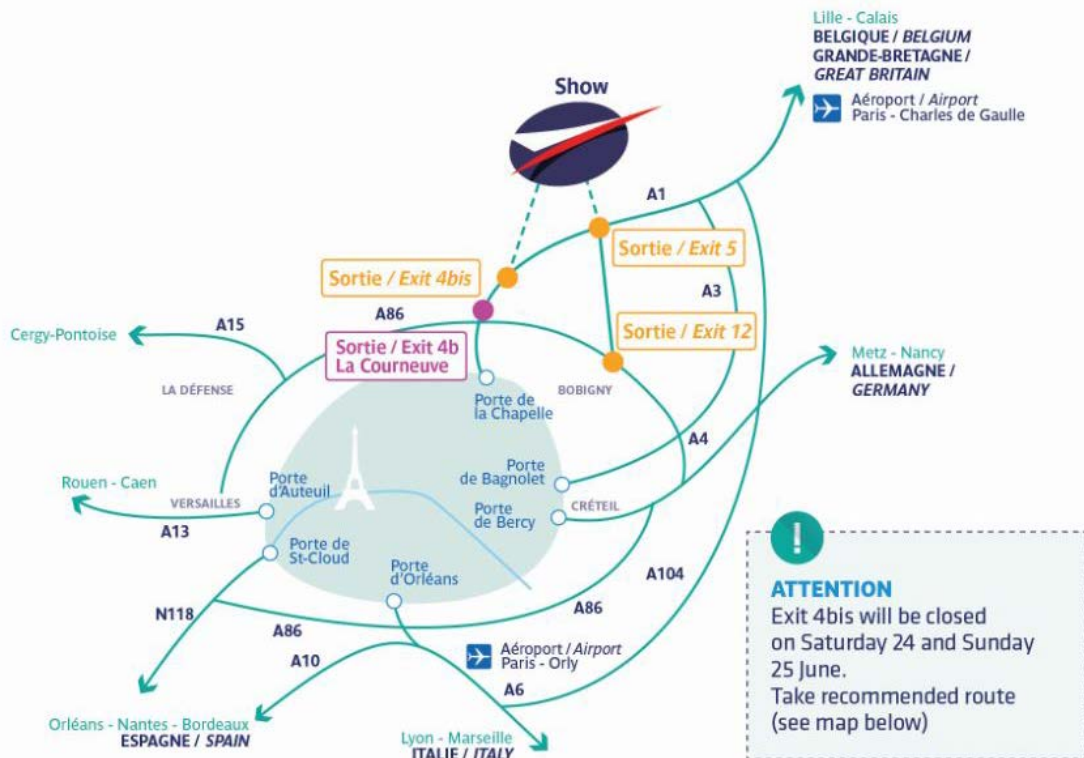 Lille - Calais
BELGIQUE / BELGIUM
GRANDE-BRETAGNE /
GREAT BRITAIN
Aéroport / Airport
Paris - Charles de Gaulle
Show
A1
Sortie / Exit 5
Sortie / Exit 4bis
A3
A86
A15
Cergy-Pontoise
Sortie / Exit 12
Sortie / Exit 4b
La Courneuve
Metz - Nancy
ALLEMAGNE /
GERMANY
LA DÉFENSE
BOBIGNY
Porte de
la Chapelle
A4
Porte
de Bagnolet
Rouen - Caen
VERSAILLES
Porte
d'Auteuil
CRÉTEIL
Porte
de Bercy
A13
Porte de
St-Cloud
Porte
d'Orléans
A104
N118
A86
A86
A10
Aéroport / Airport
Paris - Orly
A6
Orléans - Nantes - Bordeaux
ESPAGNE / SPAIN
Lyon - Marseille
ITALIE / ITALY
!
ATTENTION
Exit 4bis will be closed
on Saturday 24 and Sunday
25 June.
Take recommended route
(see map below)